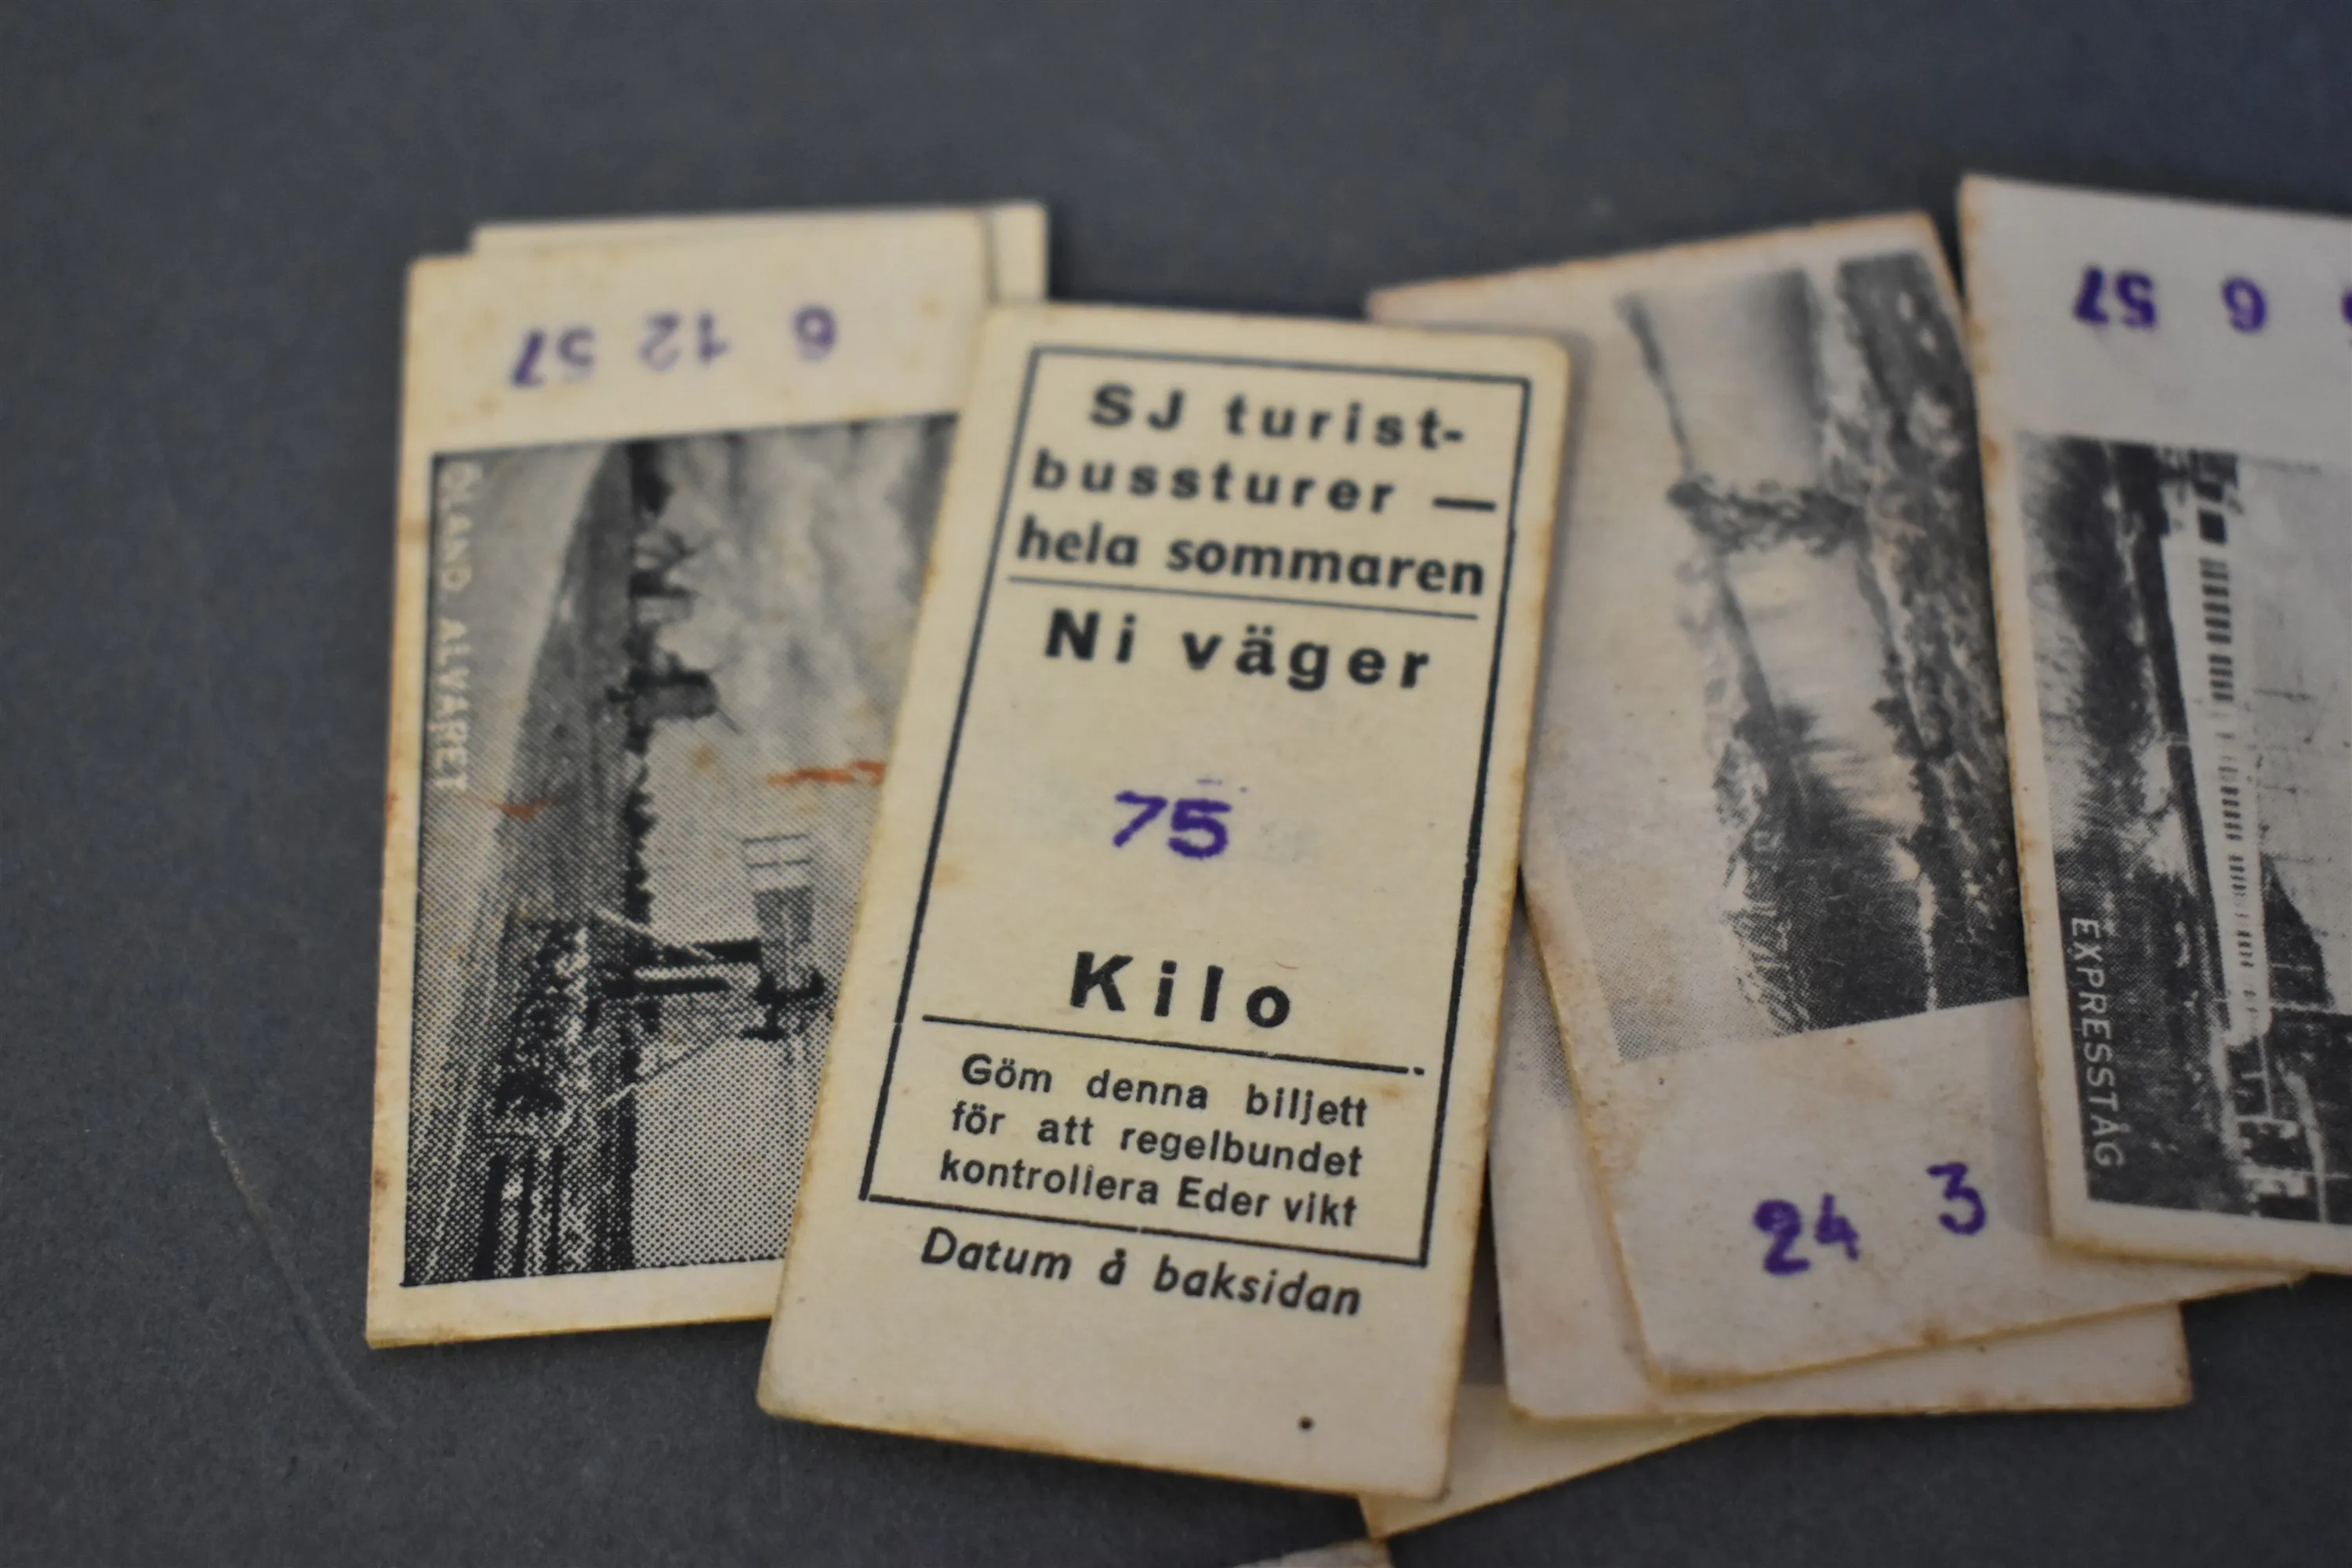 6 12 57
ÖLAND ALVARET
SJ turist-
bussturer —
hela sommaren
Ni väger
75
Kilo
Göm denna biljett
för att regelbundet
kontrollera Eder vikt
Datum å baksidan
24 3
6 57
EXPRESSTÅG